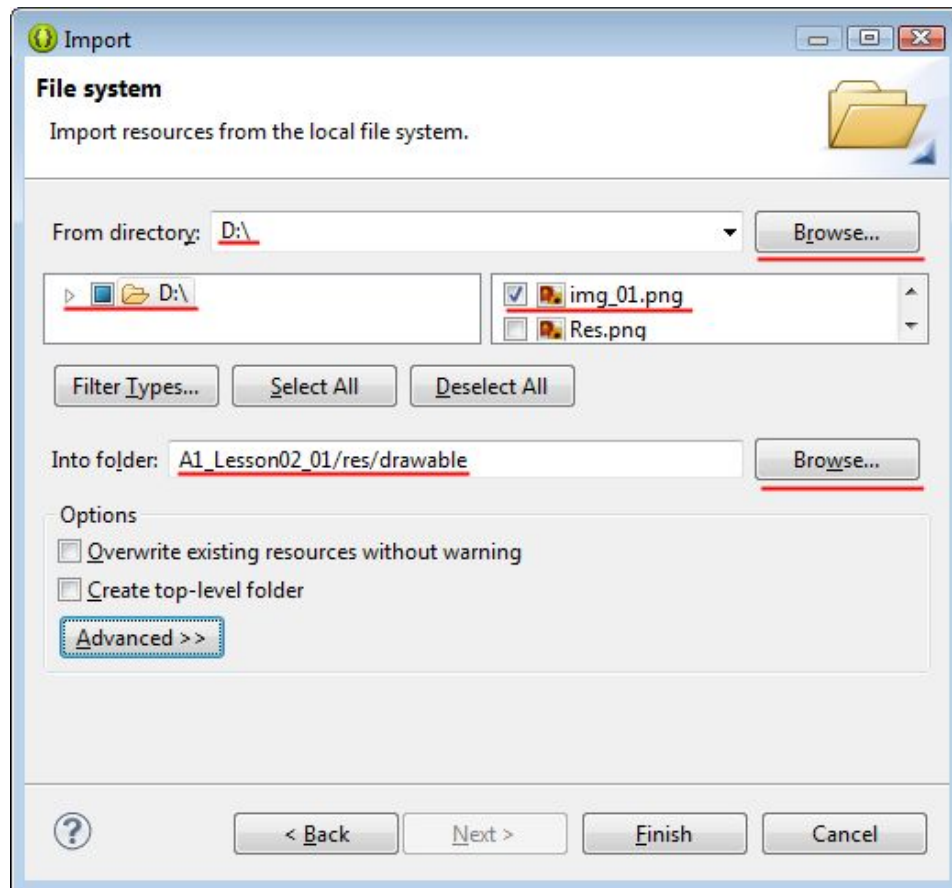 Import
File system
Import resources from the local file system.
From directory: D:\ Browse...
D:\ img_01.png
Res.png
Filter Types... Select All Deselect All
Into folder: A1_Lesson02_01/res/drawable Browse...
Options
Overwrite existing resources without warning
Create top-level folder
Advanced >>
? < Back Next > Finish Cancel